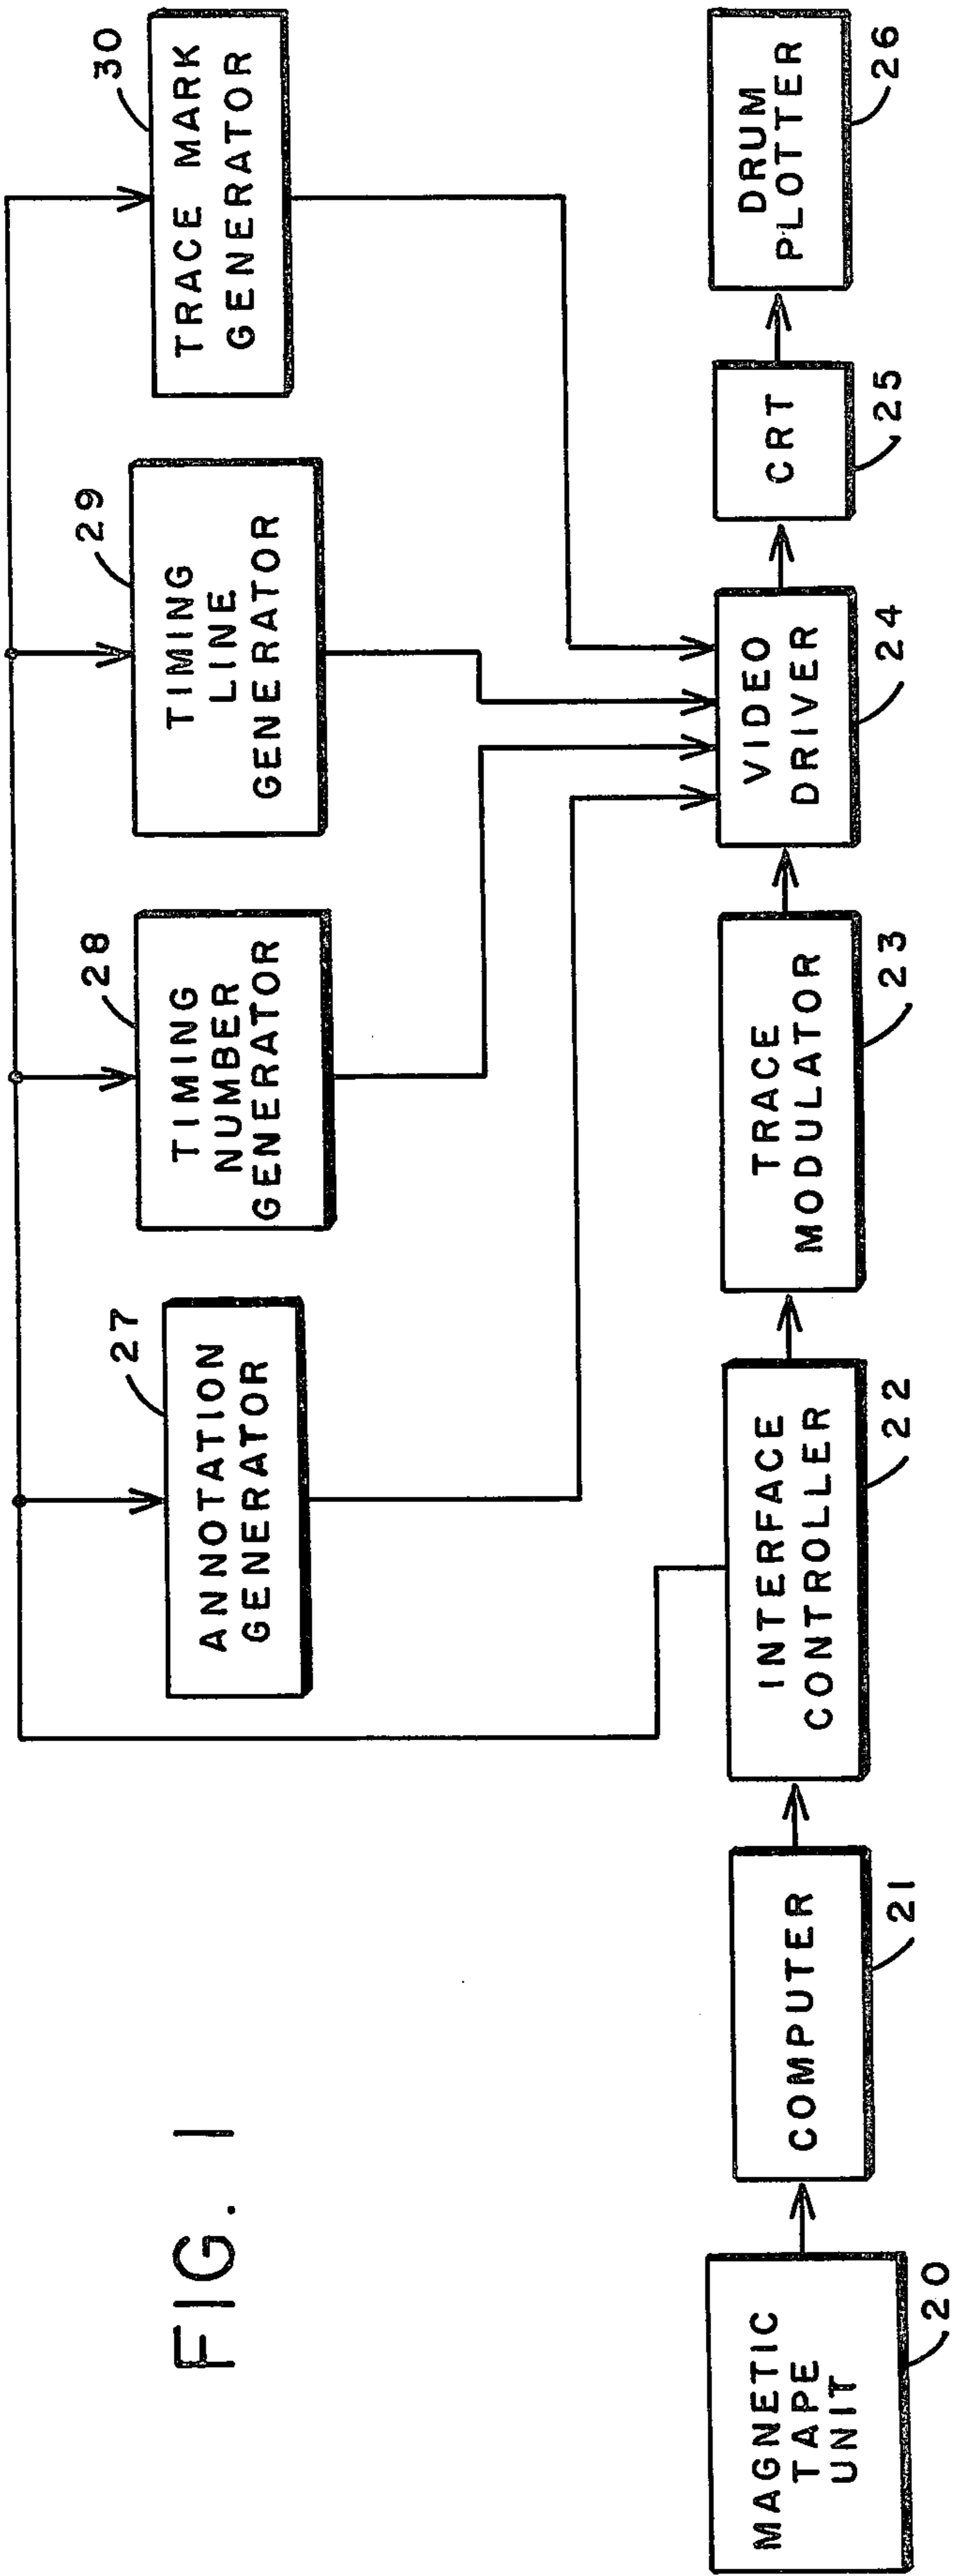 FIG. 1
30
TRACE MARK
GENERATOR
29
TIMING
LINE
GENERATOR
28
TIMING
NUMBER
GENERATOR
27
ANNOTATION
GENERATOR
MAGNETIC
TAPE
UNIT
20
COMPUTER
21
INTERFACE
CONTROLLER
22
TRACE
MODULATOR
23
VIDEO
DRIVER
24
CRT
25
DRUM
PLOTTER
26